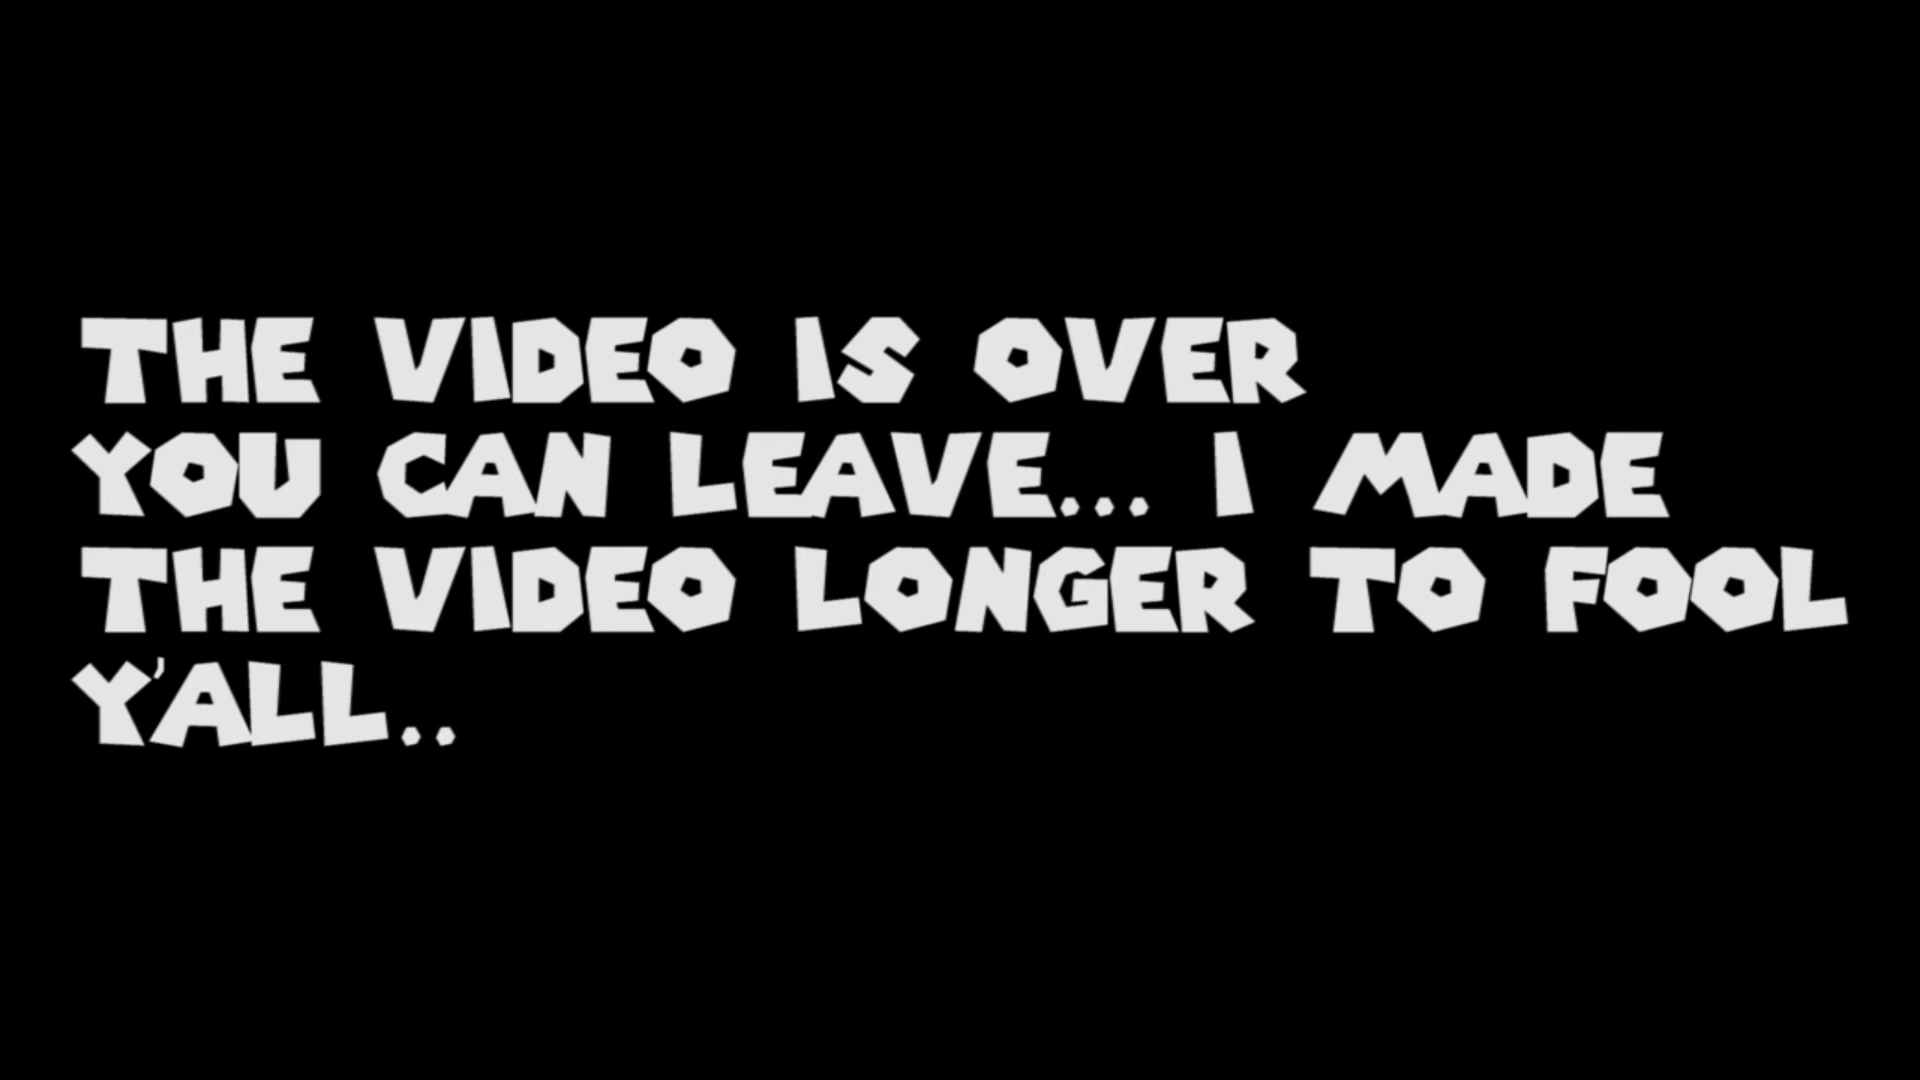 THE VIDEO IS OVER
YOU CAN LEAVE... I MADE
THE VIDEO LONGER TO FOOL
Y'ALL..